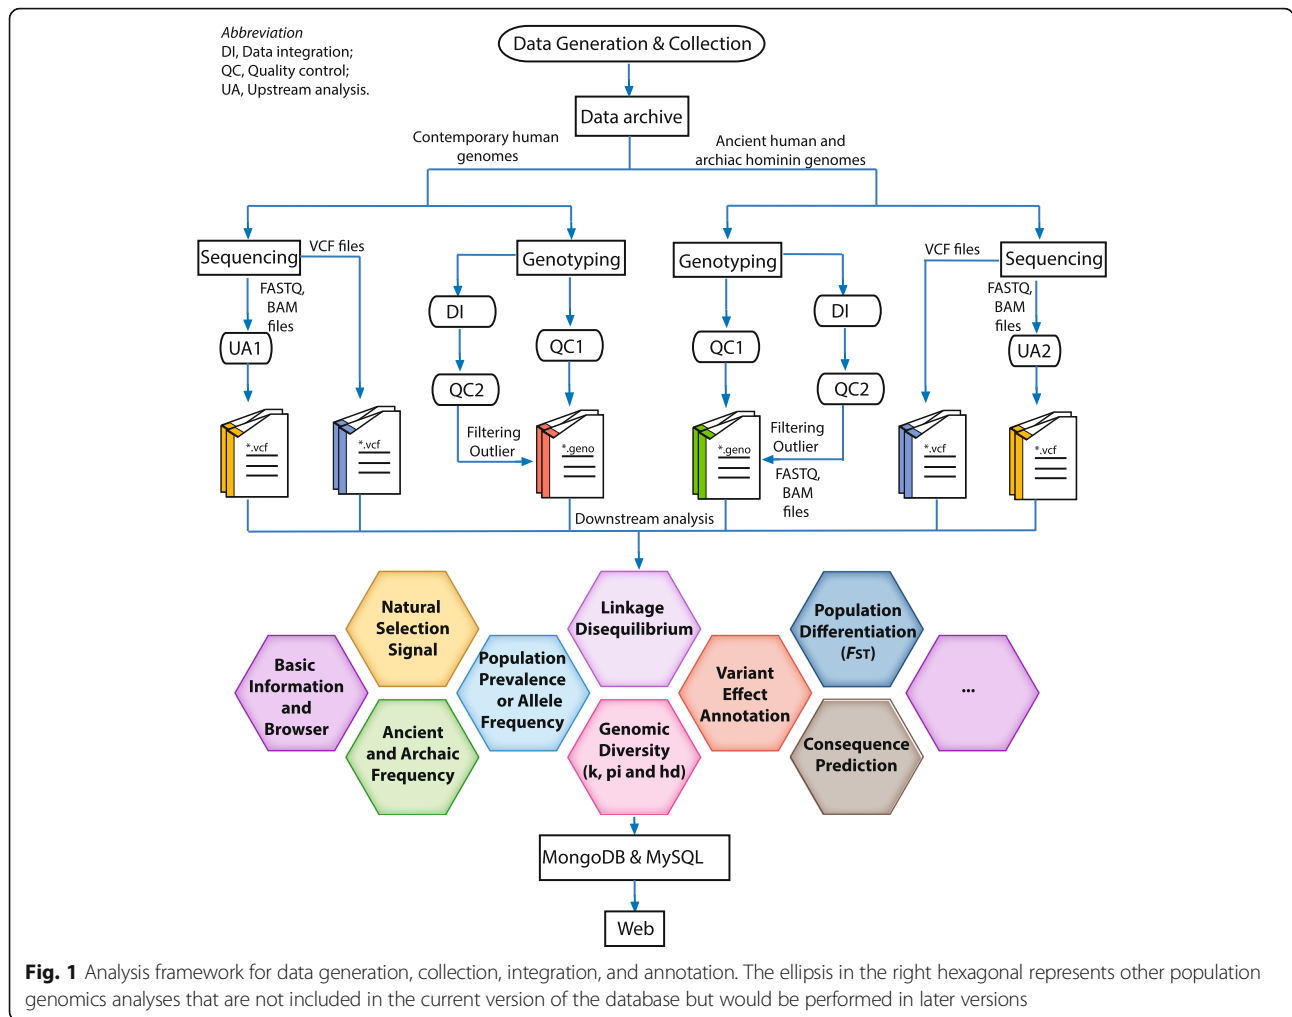 Abbreviation
DI, Data integration;
QC, Quality control;
UA, Upstream analysis.
Data Generation & Collection
Data archive
Contemporary human
genomes
Ancient human and
archiac hominin genomes
Sequencing
VCF files
Genotyping
Genotyping
VCF files
Sequencing
FASTQ,
BAM
files
DI
DI
FASTQ,
BAM
files
UA1
QC1
QC1
UA2
QC2
QC2
*.vcf
*.vcf
Filtering
Outlier
*.geno
*.geno
Filtering
Outlier
FASTQ,
BAM
files
*.vcf
*.vcf
Downstream analysis
Natural
Selection
Signal
Linkage
Disequilibrium
Population
Differentiation
(FST)
Basic
Information
and
Browser
Population
Prevalence
or Allele
Frequency
Variant
Effect
Annotation
...
Ancient
and Archaic
Frequency
Genomic
Diversity
(k, pi and hd)
Consequence
Prediction
MongoDB & MySQL
Web
Fig. 1 Analysis framework for data generation, collection, integration, and annotation. The ellipsis in the right hexagonal represents other population
genomics analyses that are not included in the current version of the database but would be performed in later versions